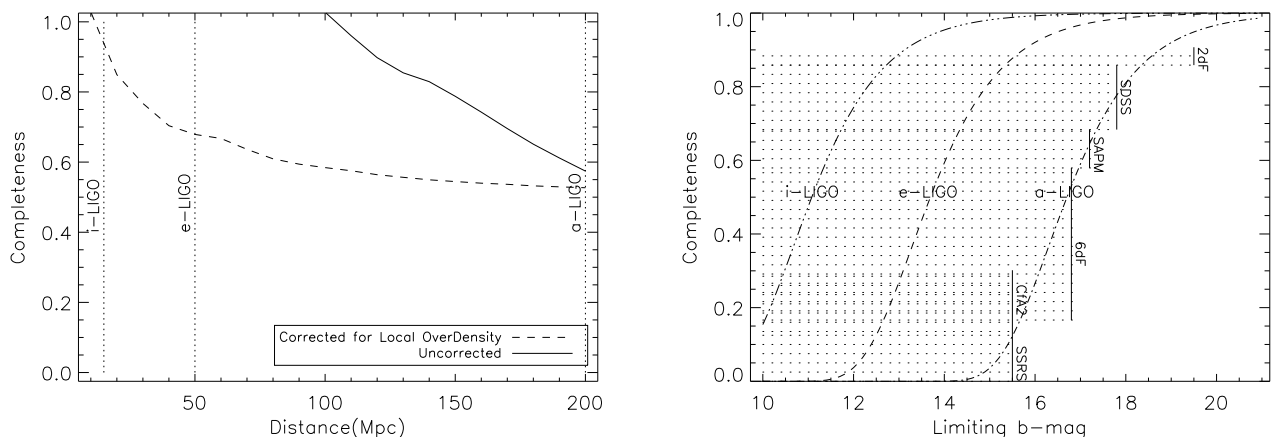 1.0
0.8
0.6
0.4
0.2
0.0
Completeness
i-LIGO
e-LIGO
a-LIGO
Corrected for Local OverDensity
Uncorrected
50
100
150
200
Distance(Mpc)
1.0
0.8
0.6
0.4
0.2
0.0
Completeness
2dF
SDSS
SAPM
i-LIGO
e-LIGO
a-LIGO
6dF
CfA2
SSRS
10
12
14
16
18
20
Limiting b-mag